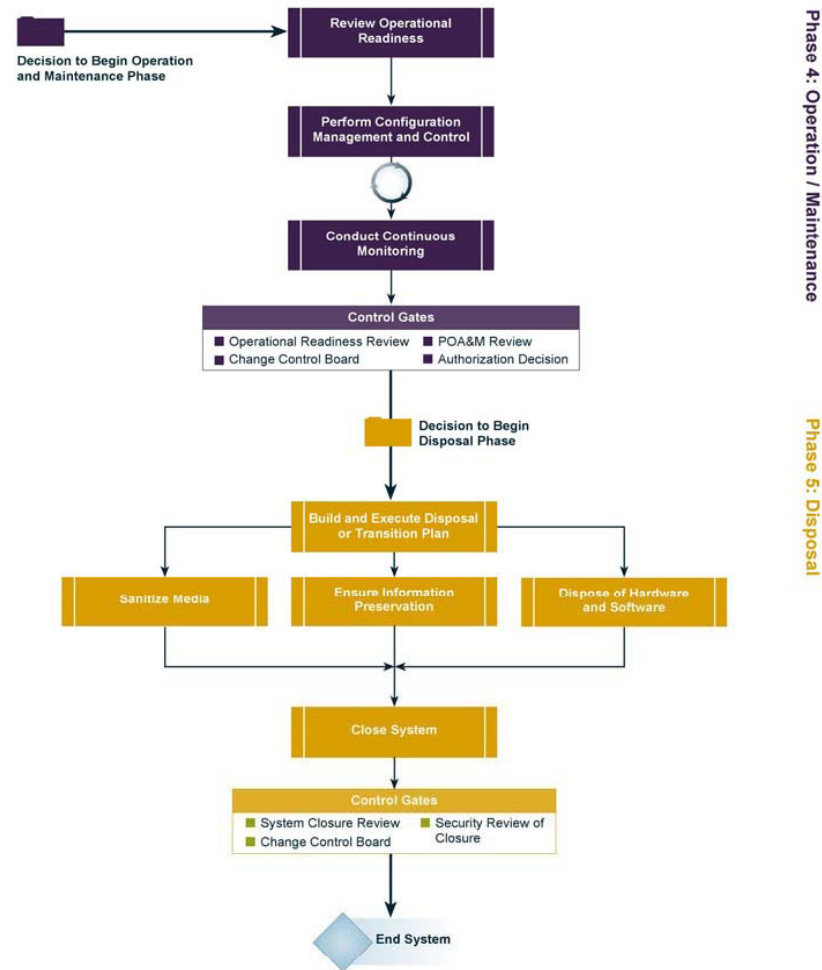 Review Operational
Readiness
Decision to Begin Operation
and Maintenance Phase
Perform Configuration
Management and Control
Conduct Continuous
Monitoring
Control Gates
Operational Readiness Review
POA&M Review
Change Control Board
Authorization Decision
Phase 4: Operation / Maintenance
Decision to Begin
Disposal Phase
Build and Execute Disposal
or Transition Plan
Sanitize Media
Ensure Information
Preservation
Dispose of Hardware
and Software
Close System
Control Gates
System Closure Review
Change Control Board
Security Review of
Closure
End System
Phase 5: Disposal